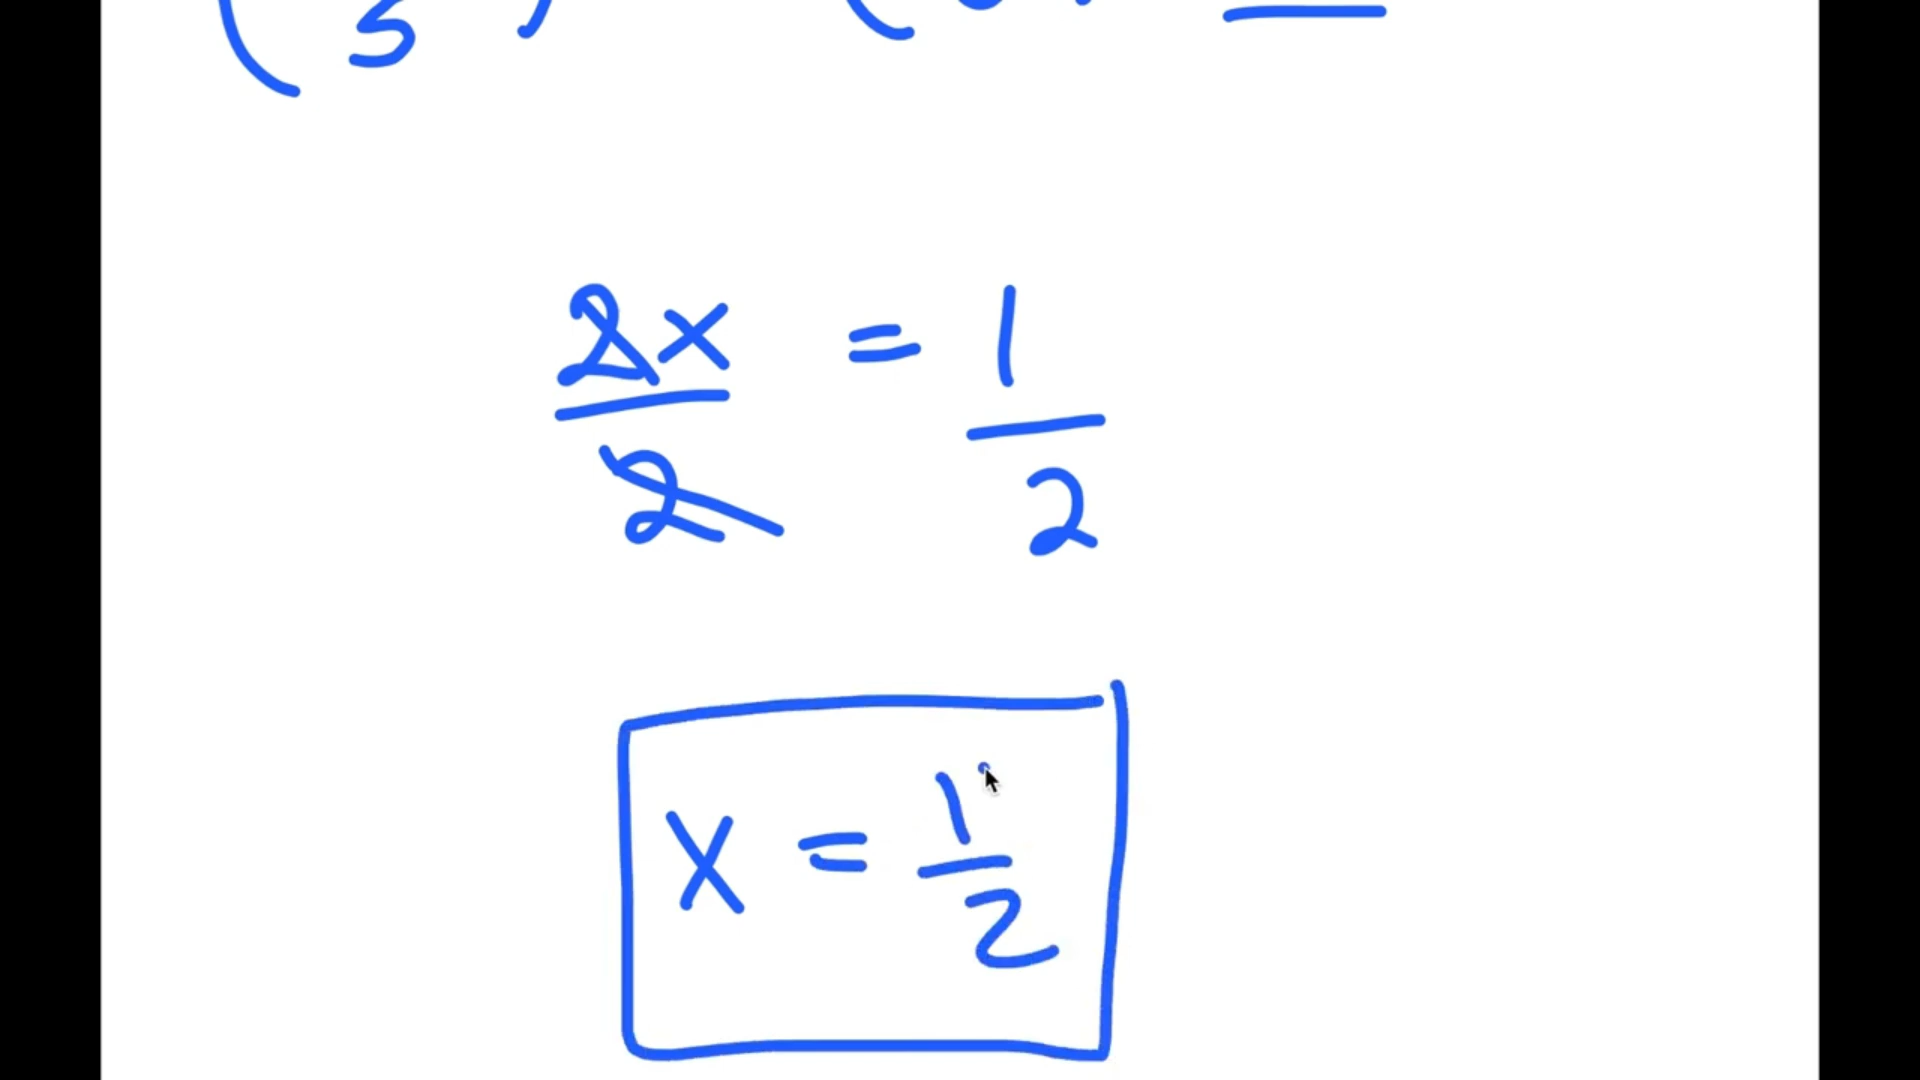 2x/2 = 1/2
x = 1/2